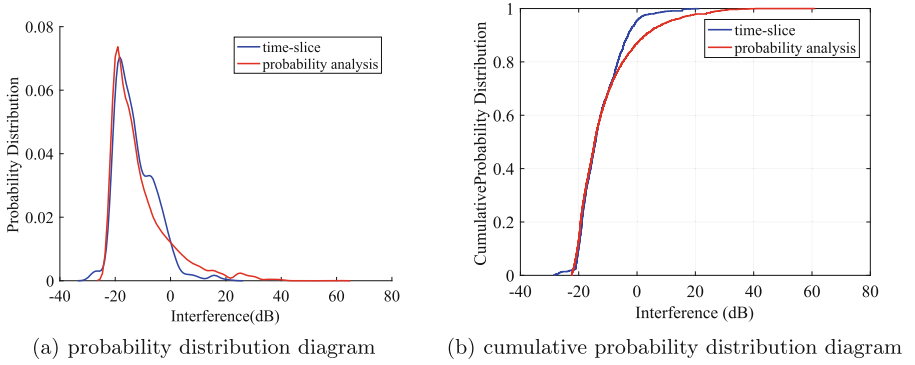 0.08
0.06
0.04
0.02
0
-40
-20
0
20
40
60
80
Probability Distribution
Interference(dB)
time-slice
probability analysis
(a) probability distribution diagram
1
0.8
0.6
0.4
0.2
0
-40
-20
0
20
40
60
80
CumulativeProbability Distribution
Interference (dB)
time-slice
probability analysis
(b) cumulative probability distribution diagram